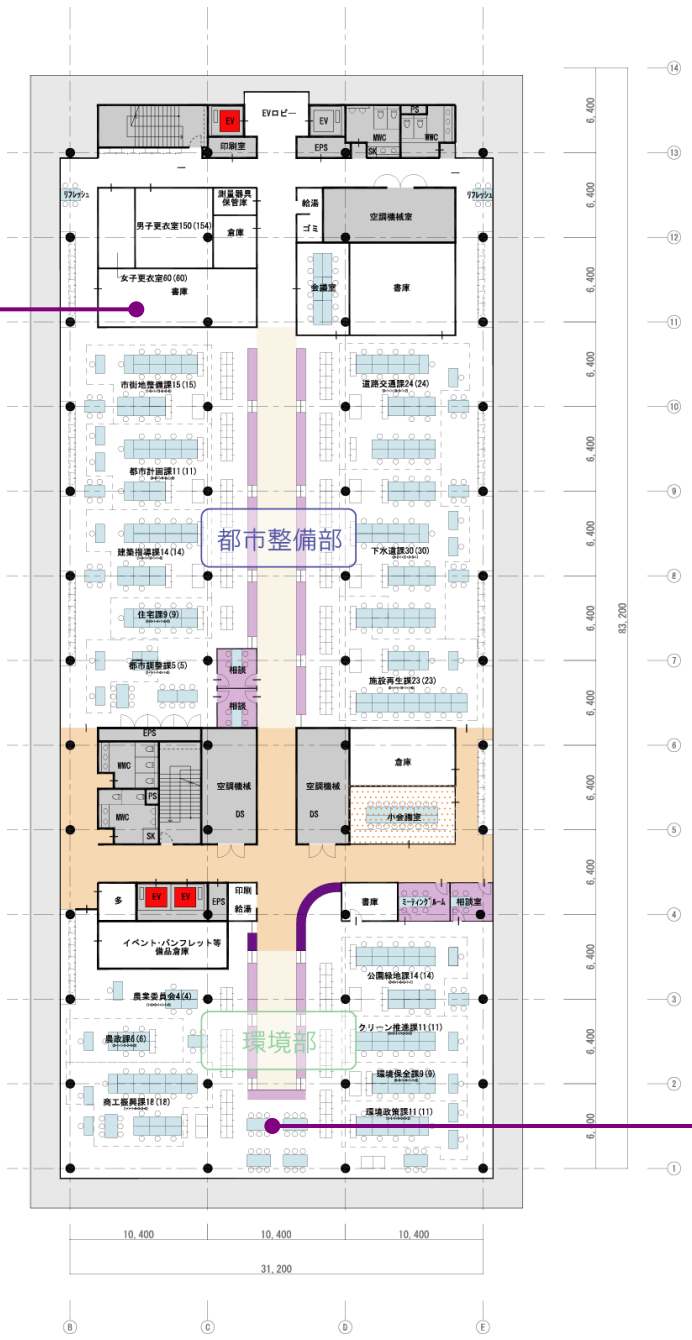 14
EVロビー
EV
EV
PS
MWC
WWC
印刷室
EPS
SK
13
リフレッシュ
リフレッシュ
測量器具
保管庫
給湯
男子更衣室150(154)
倉庫
ゴミ
空調機械室
12
女子更衣室60(60)
書庫
会議室
書庫
11
市街地整備課15(15)
道路交通課24(24)
10
都市計画課11(11)
9
都市整備部
建築指導課14(14)
下水道課30(30)
8
住宅課9(9)
7
都市調整課5(5)
相談
相談
施設再生課23(23)
EPS
6
WWC
空調機械
DS
空調機械
DS
倉庫
PS
MWC
SK
小会議室
5
多
EV
EV
EPS
印刷
給湯
書庫
ミーティングルーム
相談室
4
イベント・パンフレット等
備品倉庫
公園緑地課14(14)
農業委員会4(4)
3
クリーン推進課11(11)
農政課6(6)
環境部
環境保全課9(9)
2
商工振興課18(18)
環境政策課11(11)
1
6,400
6,400
6,400
6,400
6,400
6,400
6,400
6,400
6,400
6,400
6,400
6,400
6,400
83,200
10,400
10,400
10,400
31,200
B
C
D
E